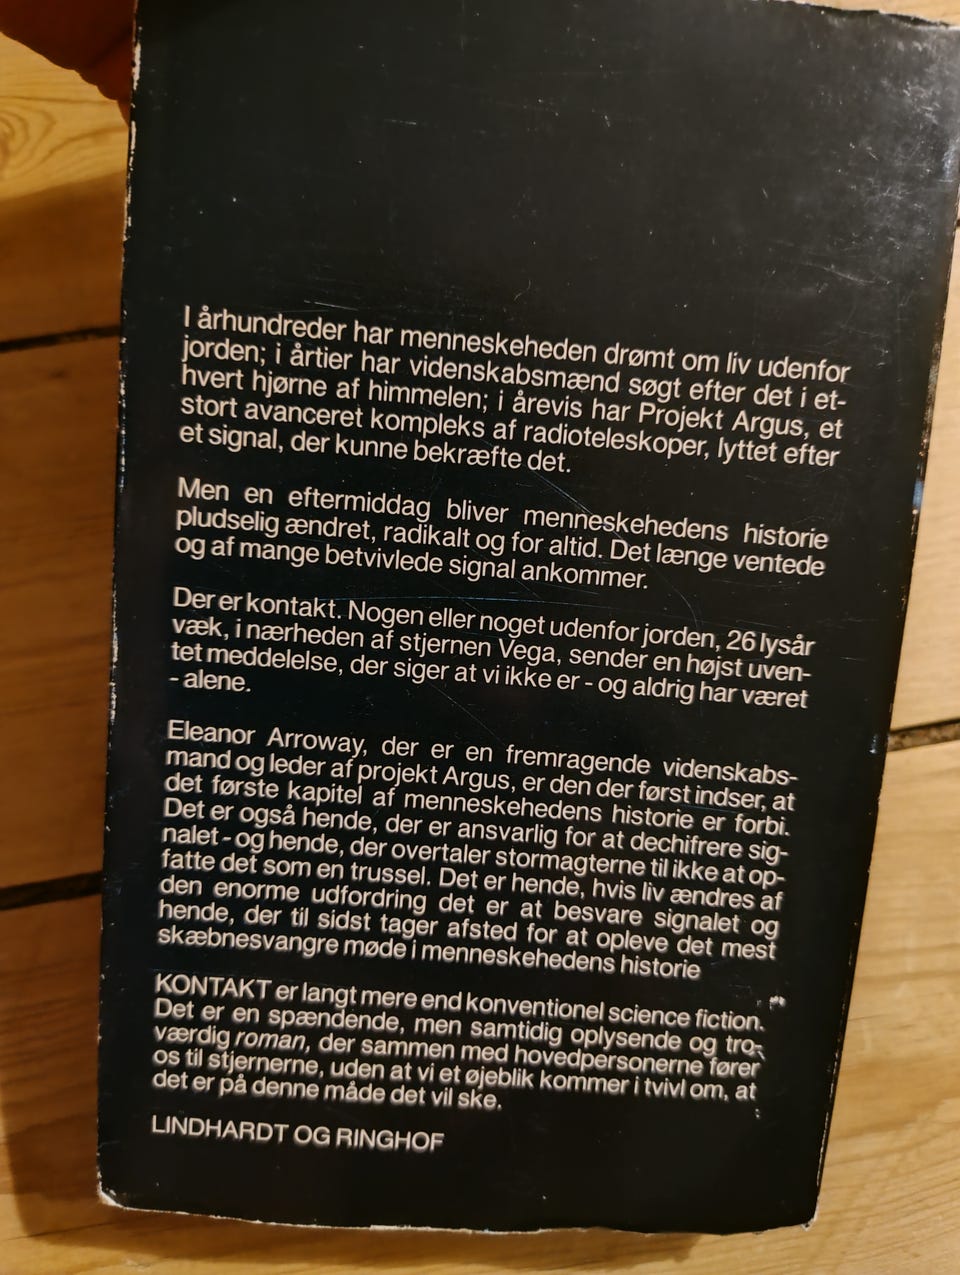 I århundreder har menneskeheden drømt om liv udenfor
jorden; i årtier har videnskabsmænd søgt efter det i et-
hvert hjørne af himmelen; i årevis har Projekt Argus, et
stort avanceret kompleks af radioteleskoper, lyttet efter
et signal, der kunne bekræfte det.
Men en eftermiddag bliver menneskehedens historie
pludselig ændret, radikalt og for altid. Det længe ventede
og af mange betvivlede signal ankommer.
Der er kontakt. Nogen eller noget udenfor jorden, 26 lysår
væk, i nærheden af stjernen Vega, sender en højst uven-
tet meddelelse, der siger at vi ikke er - og aldrig har været
- alene.
Eleanor Arroway, der er en fremragende videnskabs-
mand og leder af projekt Argus, er den der først indser, at
det første kapitel af menneskehedens historie er forbi.
Det er også hende, der er ansvarlig for at dechifrere sig-
nalet - og hende, der overtaler stormagterne til ikke at op-
fatte det som en trussel. Det er hende, hvis liv ændres af
den enorme udfordring det er at besvare signalet og
hende, der til sidst tager afsted for at opleve det mest
skæbnesvangre møde i menneskehedens historie
KONTAKT er langt mere end konventionel science fiction.
Det er en spændende, men samtidig oplysende og tro-
værdig roman, der sammen med hovedpersonerne fører
os til stjernerne, uden at vi et øjeblik kommer i tvivl om, at
det er på denne måde det vil ske.
LINDHARDT OG RINGHOF